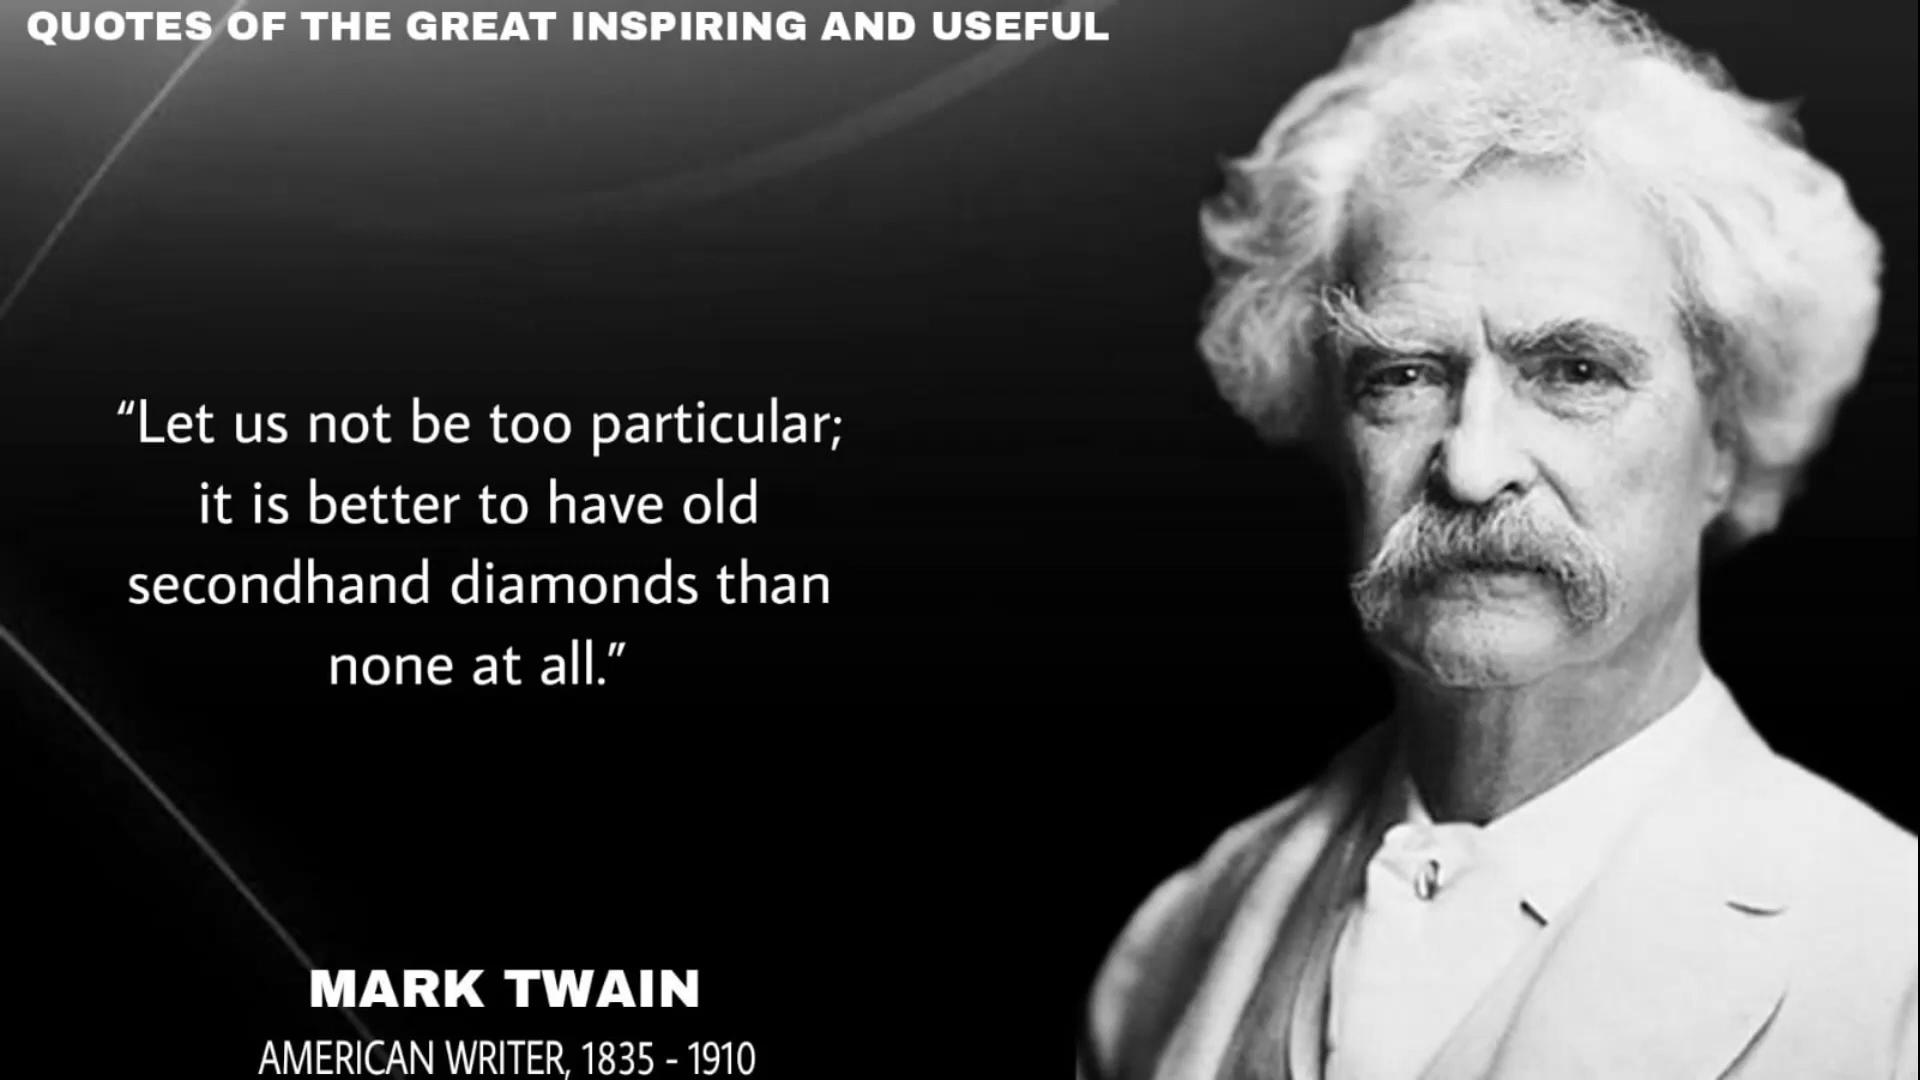 QUOTES OF THE GREAT INSPIRING AND USEFUL
“Let us not be too particular;
it is better to have old
secondhand diamonds than
none at all.”
MARK TWAIN
AMERICAN WRITER, 1835 - 1910